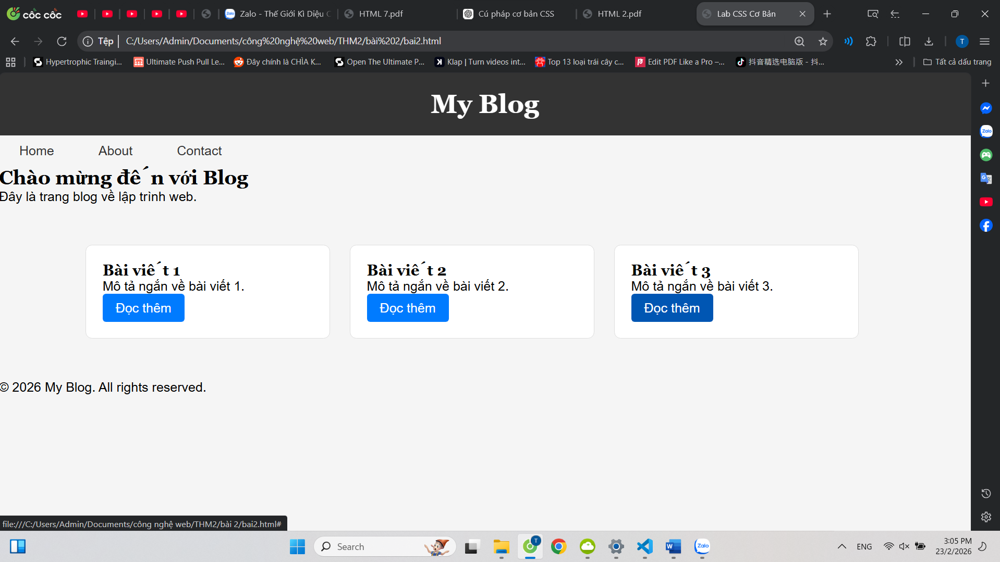 cốc cốc
Zalo - Thế Giới Kì Diệu C
HTML 7.pdf
Cú pháp cơ bản CSS
HTML 2.pdf
Lab CSS Cơ Bản
Tệp
C:/Users/Admin/Documents/công%20nghệ%20web/THM2/bài%202/bai2.html
T
Hypertrophic Traingi...
Ultimate Push Pull Le...
Đây chính là CHÌA K...
Open The Ultimate P...
Klap | Turn videos int...
Top 13 loại trái cây c...
Edit PDF Like a Pro –...
抖音精选电脑版 - 抖...
Tất cả dấu trang
My Blog
Home
About
Contact
Chào mừng đến với Blog
Đây là trang blog về lập trình web.
Bài viết 1
Mô tả ngắn về bài viết 1.
Đọc thêm
Bài viết 2
Mô tả ngắn về bài viết 2.
Đọc thêm
Bài viết 3
Mô tả ngắn về bài viết 3.
Đọc thêm
© 2026 My Blog. All rights reserved.
file:///C:/Users/Admin/Documents/công nghệ web/THM2/bài 2/bai2.html#
Search
T
Zalo
ENG
3:05 PM
23/2/2026